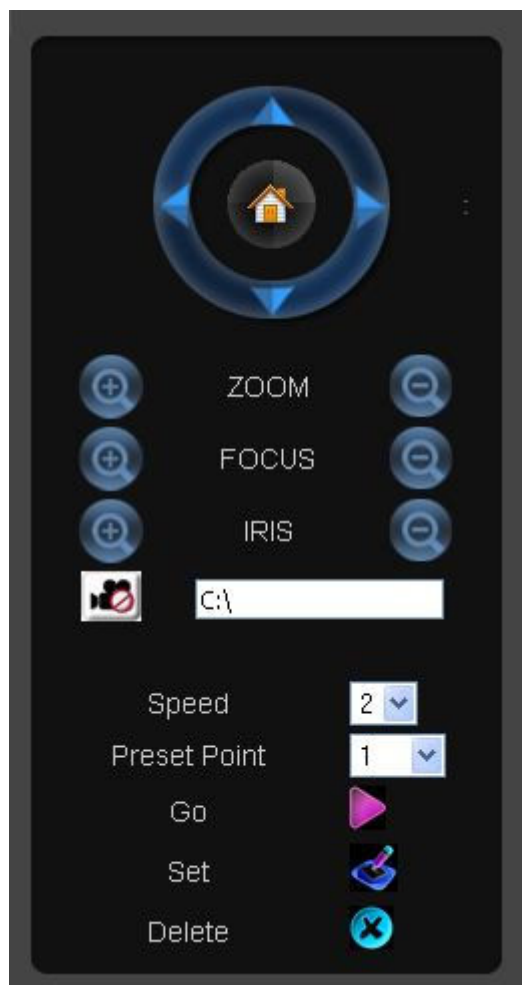 ZOOM
FOCUS
IRIS
C:\
Speed 2
Preset Point 1
Go
Set
Delete